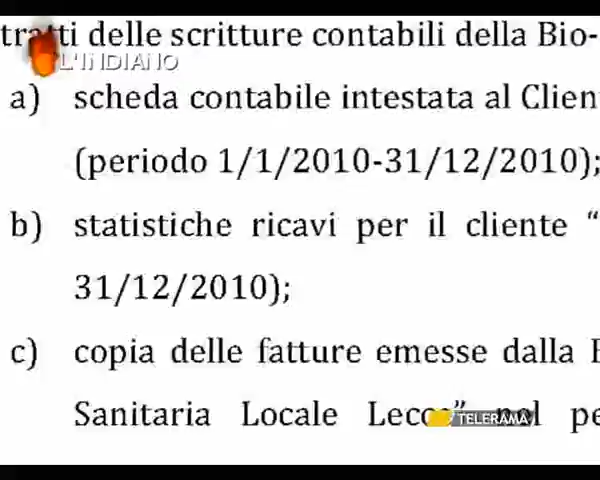 tratti delle scritture contabili della Bio-
L'INDIANO
a) scheda contabile intestata al Clien
(periodo 1/1/2010-31/12/2010);
b) statistiche ricavi per il cliente “
31/12/2010);
c) copia delle fatture emesse dalla
Sanitaria Locale Lecce” nel pe
TELERAMA